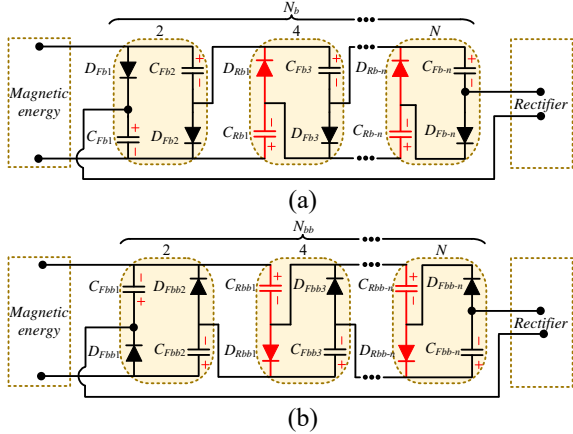 N_b
2 4 N
D_Fb1 C_Fb2 D_Rb1 C_Fb3 D_Rb-n C_Fb-n
+ − + − + −
Magnetic
energy
Rectifier
C_Fb1 + − D_Fb2 C_Rb1 − + D_Fb3 C_Rb-n − + D_Fb-n
(a)
N_bb
2 4 N
C_Fbb1 − + D_Fbb2 C_Rbb1 + − D_Fbb3 C_Rbb-n + − D_Fbb-n
Magnetic
energy
Rectifier
D_Fbb1 C_Fbb2 − + D_Rbb1 C_Fbb3 − + D_Rbb-n C_Fbb-n − +
(b)